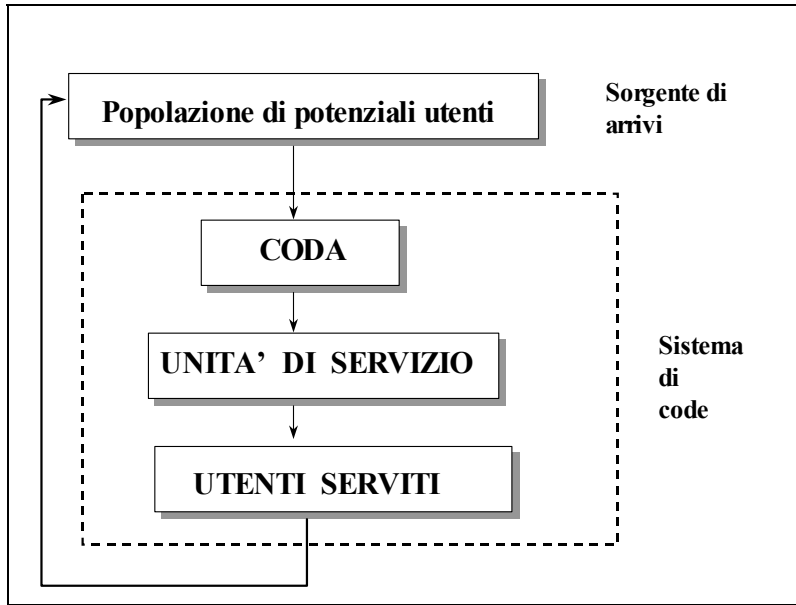 Popolazione di potenziali utenti
Sorgente di
arrivi
CODA
UNITA' DI SERVIZIO
Sistema
di
code
UTENTI SERVITI